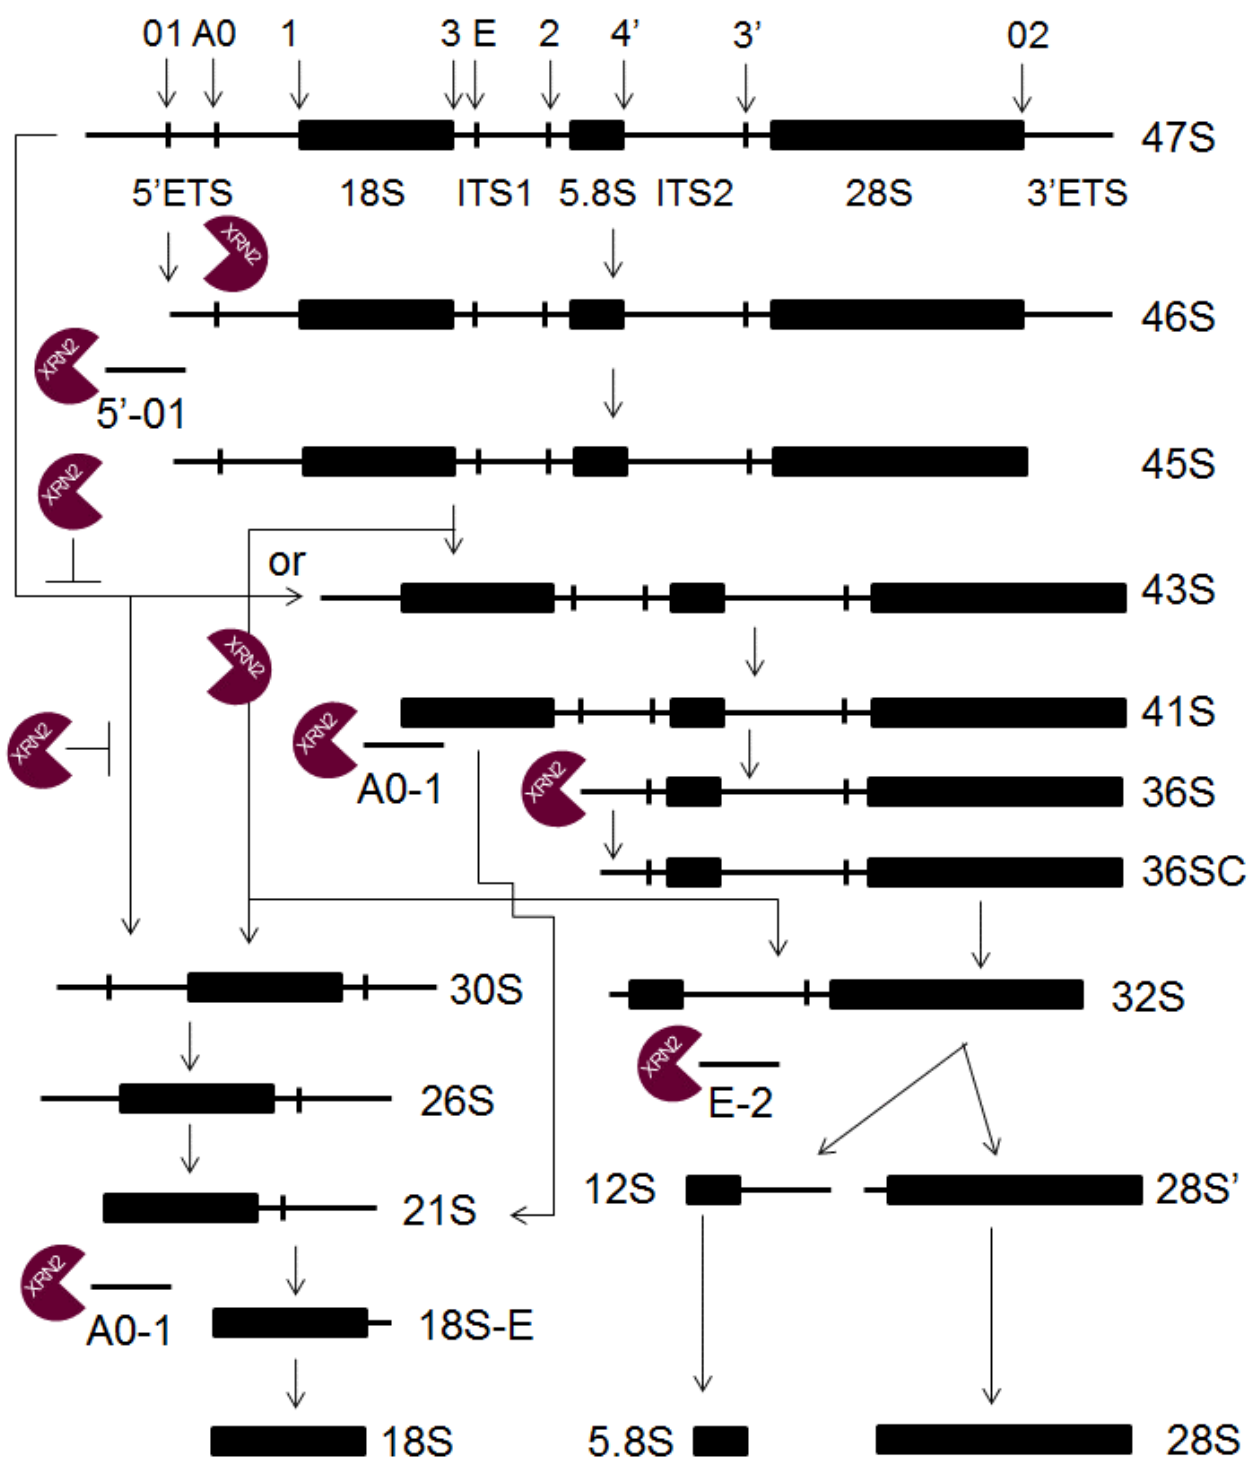 01 A0 1 3 E 2 4’ 3’ 02
47S
5’ETS 18S ITS1 5.8S ITS2 28S 3’ETS
XRN2
46S
XRN2
5’-01
45S
XRN2
or
43S
XRN2
41S
XRN2
XRN2
A0-1
XRN2
36S
36SC
30S
32S
XRN2
E-2
26S
12S
28S’
21S
XRN2
A0-1
18S-E
18S
5.8S
28S